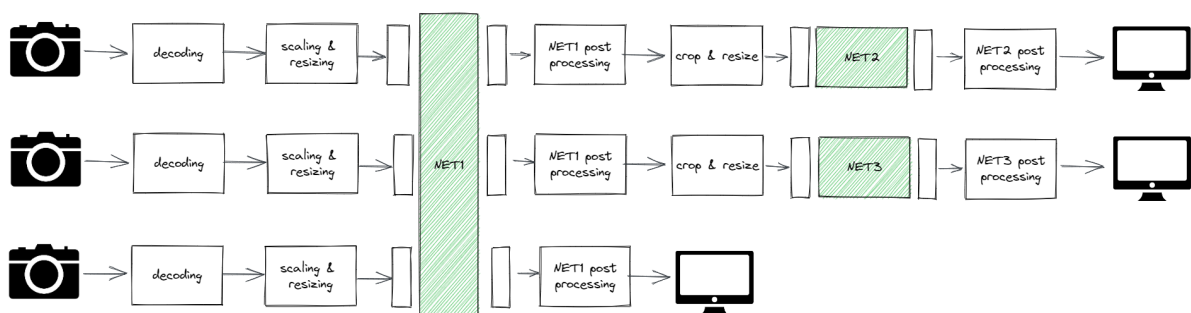 decoding
scaling &
resizing
NET1 post
processing
crop & resize
NET2
NET2 post
processing
decoding
scaling &
resizing
NET1
NET1 post
processing
crop & resize
NET3
NET3 post
processing
decoding
scaling &
resizing
NET1 post
processing